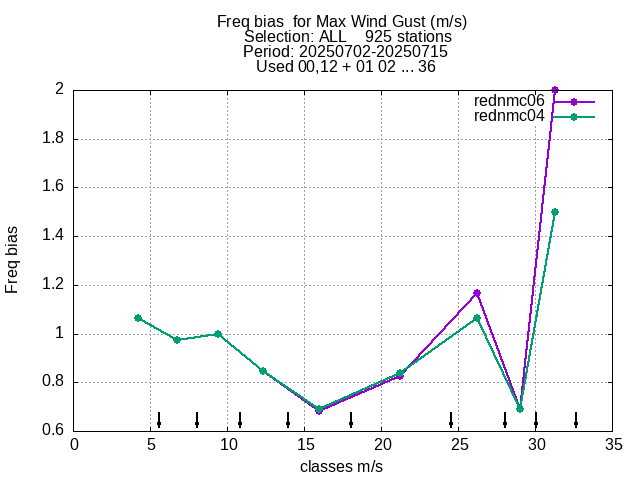 Freq bias  for Max Wind Gust (m/s)
Selection: ALL    925 stations
Period: 20250702-20250715
Used 00,12 + 01 02 ... 36
rednmc06
rednmc04
Freq bias
2
1.8
1.6
1.4
1.2
1
0.8
0.6
0 5 10 15 20 25 30 35
classes m/s